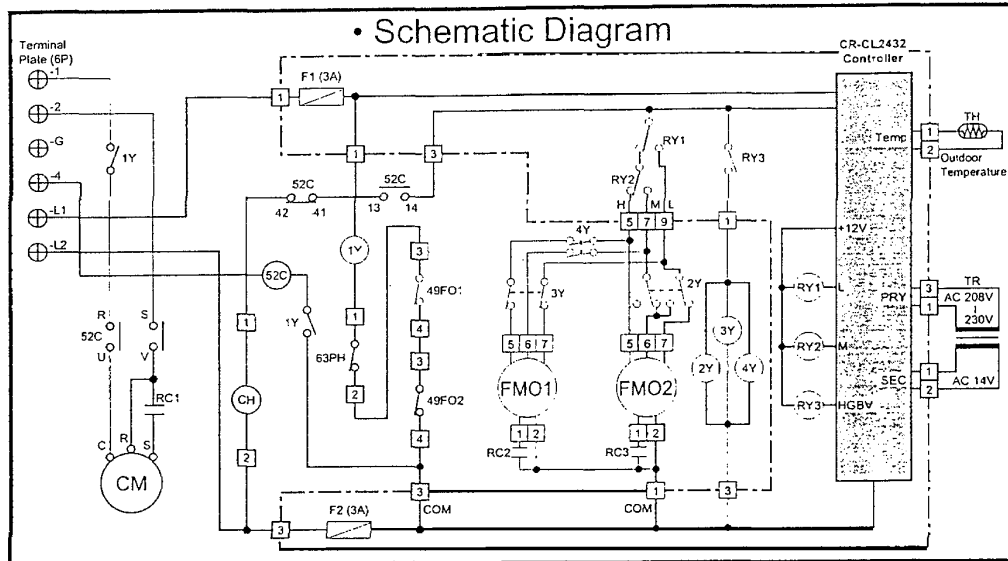 • Schematic Diagram
Terminal
Plate (6P)
-1
-2
-G
-4
-L1
-L2
1Y
R
S
52C
U
V
RC1
C
R
S
CM
1
F1 (3A)
1
3
52C
52C
42
41
13
14
52C
1Y
1Y
1
CH
2
1
63PH
2
3
49FO1
4
3
49FO2
4
3
COM
3
F2 (3A)
RY1
RY2
RY3
H
M
L
5
7
9
1
4Y
3Y
2Y
5
6
7
5
6
7
FMO1
FMO2
1
2
1
2
RC2
RC3
3Y
2Y
4Y
1
COM
3
CR-CL2432
Controller
Temp
1
2
TH
Outdoor
Temperature
+12V
RY1
L
RY2
M
RY3
PRY
3
1
TR
AC 208V
230V
SEC
1
2
AC 14V